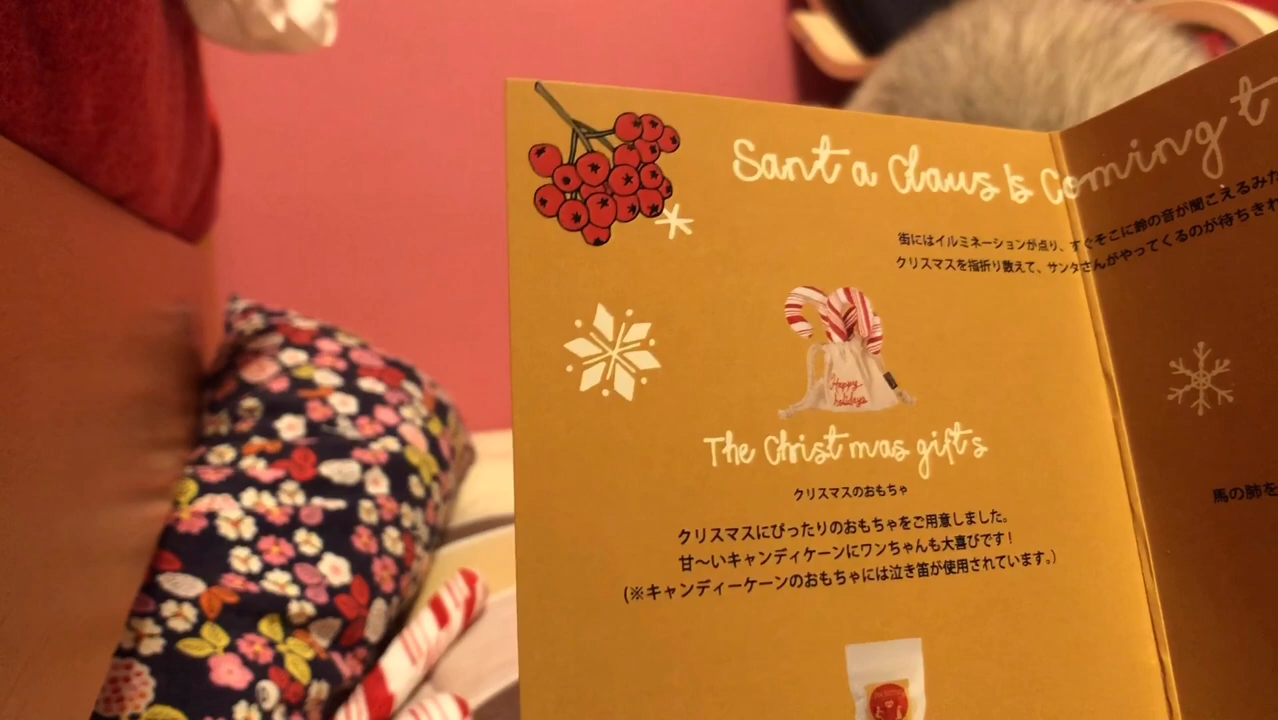 Santa Claus is coming t
街にはイルミネーションが点り、すぐそこに鈴の音が聞こえるみた
クリスマスを指折り数えて、サンタさんがやってくるのが待ちきれ
Happy
holidays
The Christmas gifts
クリスマスのおもちゃ
クリスマスにぴったりのおもちゃをご用意しました。
甘〜いキャンディケーンにワンちゃんも大喜びです!
(※キャンディーケーンのおもちゃには泣き笛が使用されています。)
馬の肺を